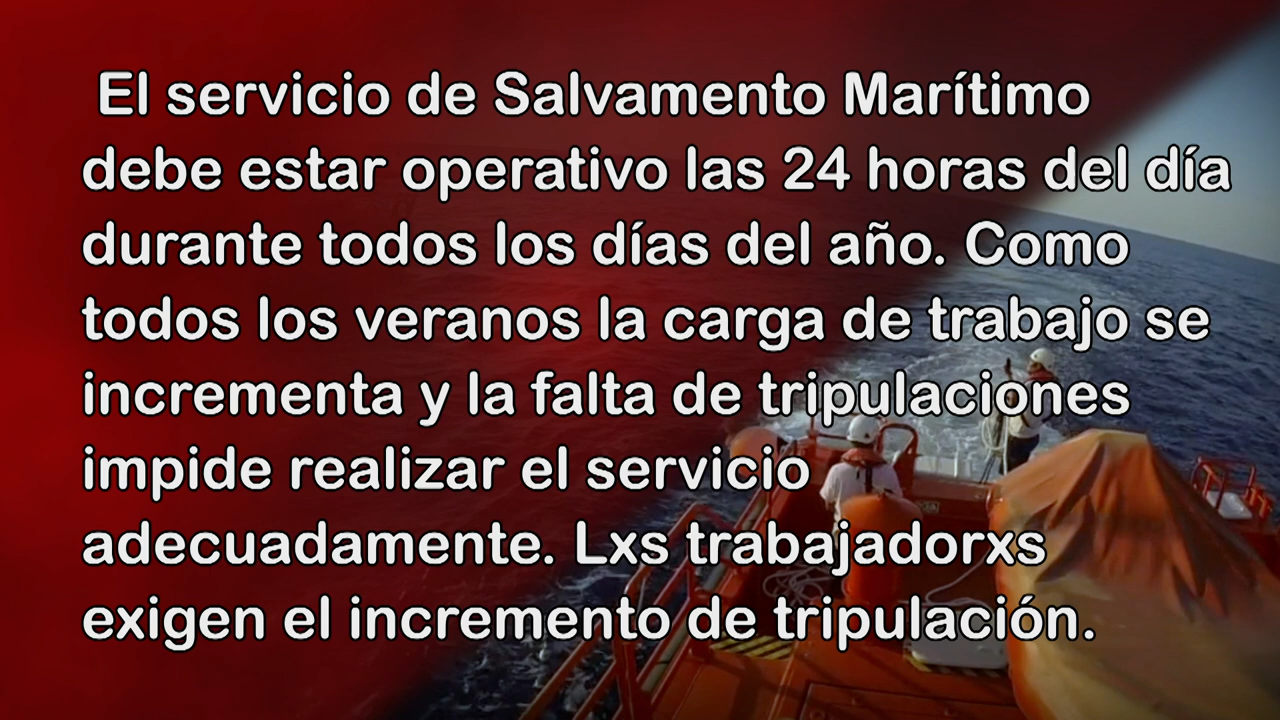 El servicio de Salvamento Marítimo
debe estar operativo las 24 horas del día
durante todos los días del año. Como
todos los veranos la carga de trabajo se
incrementa y la falta de tripulaciones
impide realizar el servicio
adecuadamente. Lxs trabajadorxs
exigen el incremento de tripulación.